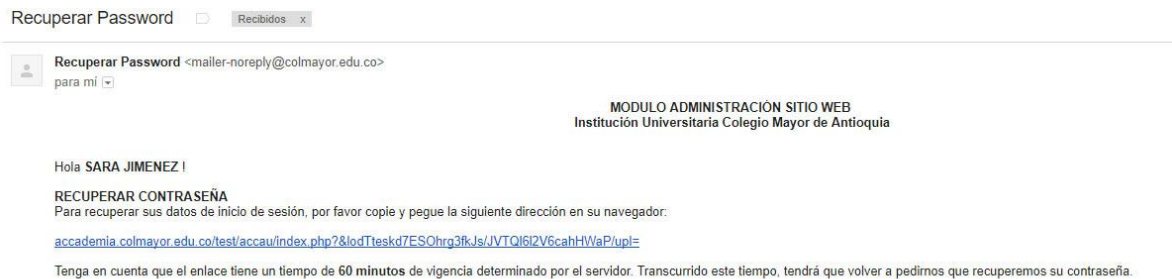 Recuperar Password Recibidos x
Recuperar Password <mailer-noreply@colmayor.edu.co>
para mí
MODULO ADMINISTRACIÓN SITIO WEB
Institución Universitaria Colegio Mayor de Antioquia
Hola SARA JIMENEZ !
RECUPERAR CONTRASEÑA
Para recuperar sus datos de inicio de sesión, por favor copie y pegue la siguiente dirección en su navegador:
accademia.colmayor.edu.co/test/accau/index.php?&lodTteskd7ESOhrg3fkJs/JVTQI6l2V6cahHWaP/upl=
Tenga en cuenta que el enlace tiene un tiempo de 60 minutos de vigencia determinado por el servidor. Transcurrido este tiempo, tendrá que volver a pedirnos que recuperemos su contraseña.